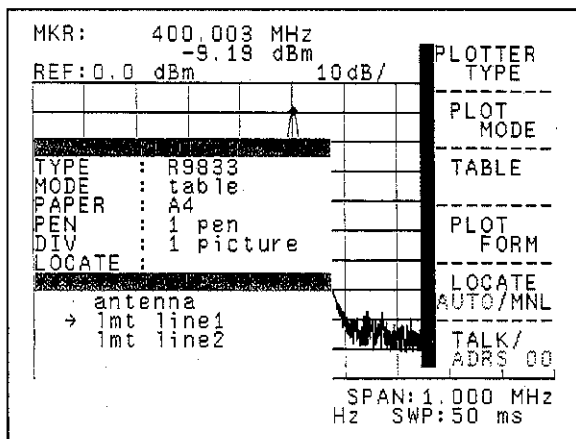 MKR: 400.003 MHz
-9.19 dBm
REF:0.0 dBm 10dB/
TYPE : R9833
MODE : table
PAPER : A4
PEN : 1 pen
DIV : 1 picture
LOCATE :
antenna
→ lmt line1
lmt line2
SPAN:1.000 MHz
Hz SWP:50 ms
PLOTTER
TYPE
PLOT
MODE
TABLE
PLOT
FORM
LOCATE
AUTO/MNL
TALK/
ADRS 00